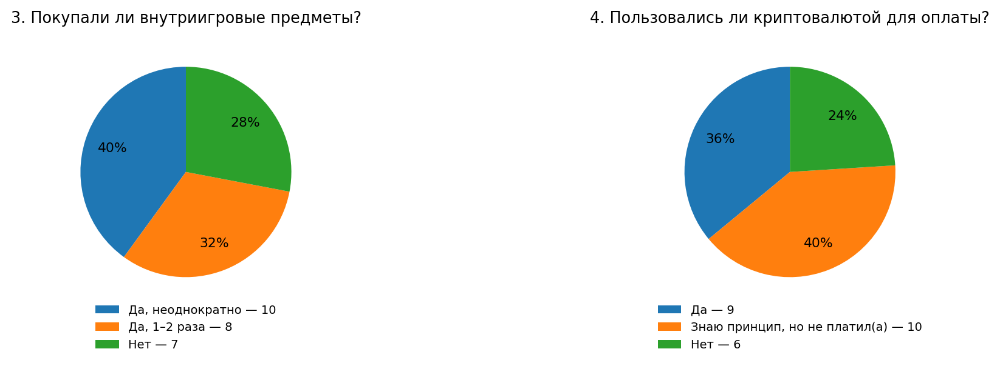 3. Покупали ли внутриигровые предметы?
28%
40%
32%
Да, неоднократно — 10
Да, 1–2 раза — 8
Нет — 7
4. Пользовались ли криптовалютой для оплаты?
24%
36%
40%
Да — 9
Знаю принцип, но не платил(а) — 10
Нет — 6